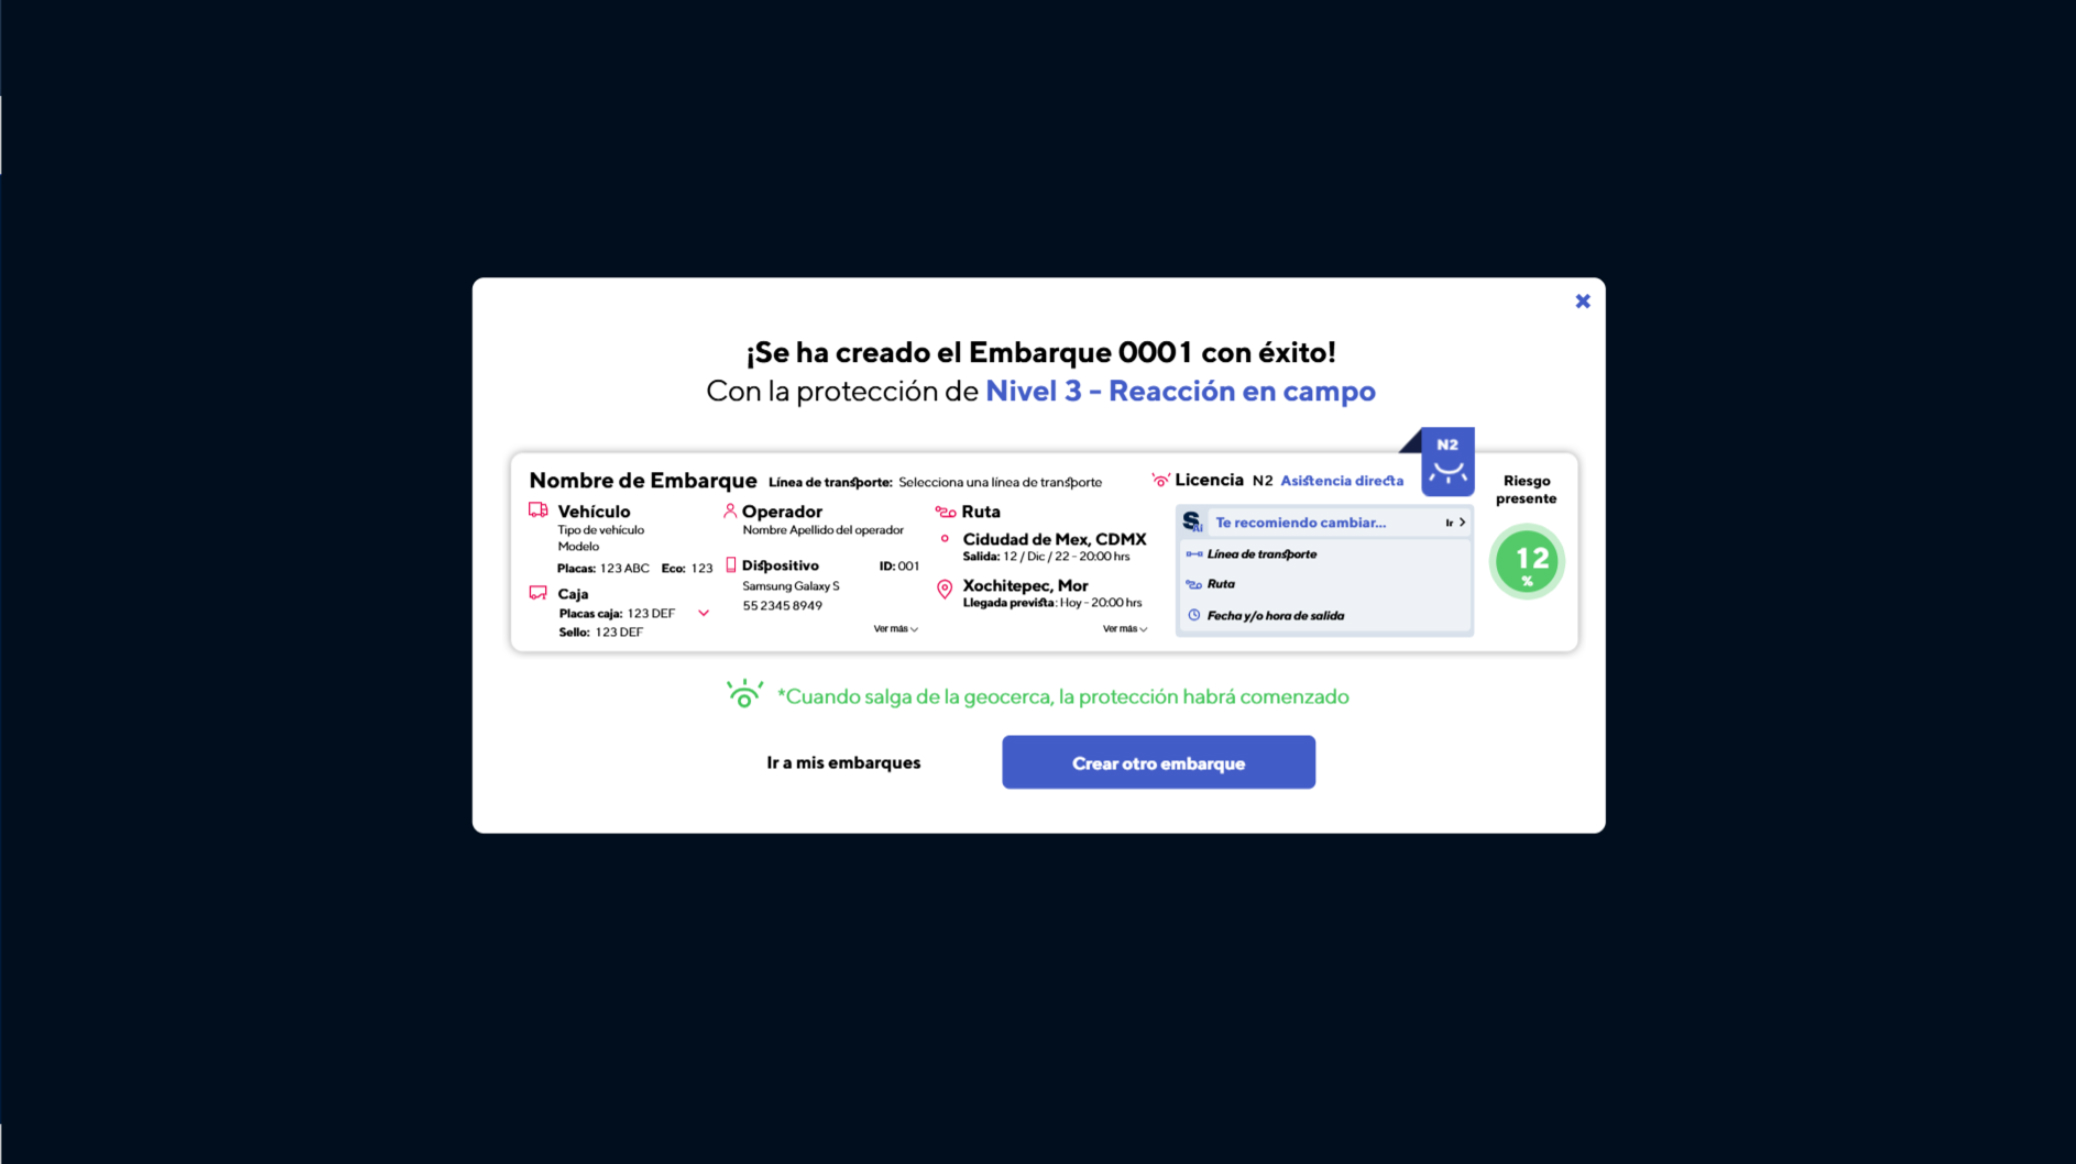 ¡Se ha creado el Embarque 0001 con éxito!
Con la protección de Nivel 3 - Reacción en campo
N2
Nombre de Embarque Línea de transporte: Selecciona una línea de transporte
Licencia N2 Asistencia directa
Riesgo
presente
12
%
Vehículo
Tipo de vehículo
Modelo
Placas: 123 ABC Eco: 123
Caja
Placas caja: 123 DEF
Sello: 123 DEF
Operador
Nombre Apellido del operador
Dispositivo ID: 001
Samsung Galaxy S
55 2345 8949
Ver más
Ruta
Cidudad de Mex, CDMX
Salida: 12 / Dic / 22 - 20:00 hrs
Xochitepec, Mor
Llegada prevista: Hoy - 20:00 hrs
Ver más
Te recomiendo cambiar... Ir
Línea de transporte
Ruta
Fecha y/o hora de salida
*Cuando salga de la geocerca, la protección habrá comenzado
Ir a mis embarques
Crear otro embarque